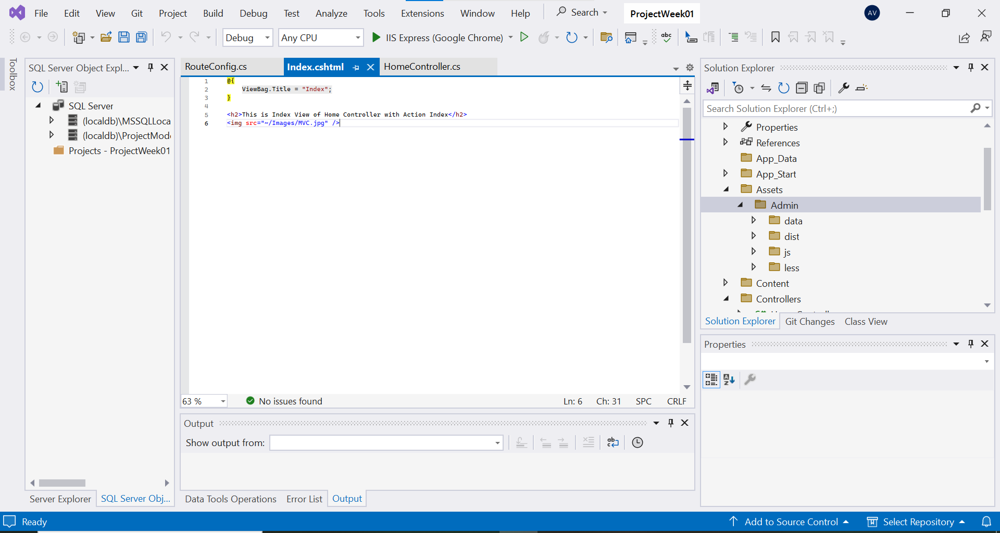 File Edit View Git Project Build Debug Test Analyze Tools Extensions Window Help Search ProjectWeek01 AV
Debug Any CPU IIS Express (Google Chrome) abc
Toolbox
SQL Server Object Expl...
SQL Server
(localdb)\MSSQLLoca
(localdb)\ProjectMod
Projects - ProjectWeek01
Server Explorer SQL Server Obj...
RouteConfig.cs Index.cshtml HomeController.cs
1 @{
2 ViewBag.Title = "Index";
3 }
4
5 <h2>This is Index View of Home Controller with Action Index</h2>
6 <img src="~/Images/MVC.jpg" />
63 % No issues found Ln: 6 Ch: 31 SPC CRLF
Output
Show output from:
Data Tools Operations Error List Output
Solution Explorer
Search Solution Explorer (Ctrl+;)
Properties
References
App_Data
App_Start
Assets
Admin
data
dist
js
less
Content
Controllers
Solution Explorer Git Changes Class View
Properties
Ready Add to Source Control Select Repository